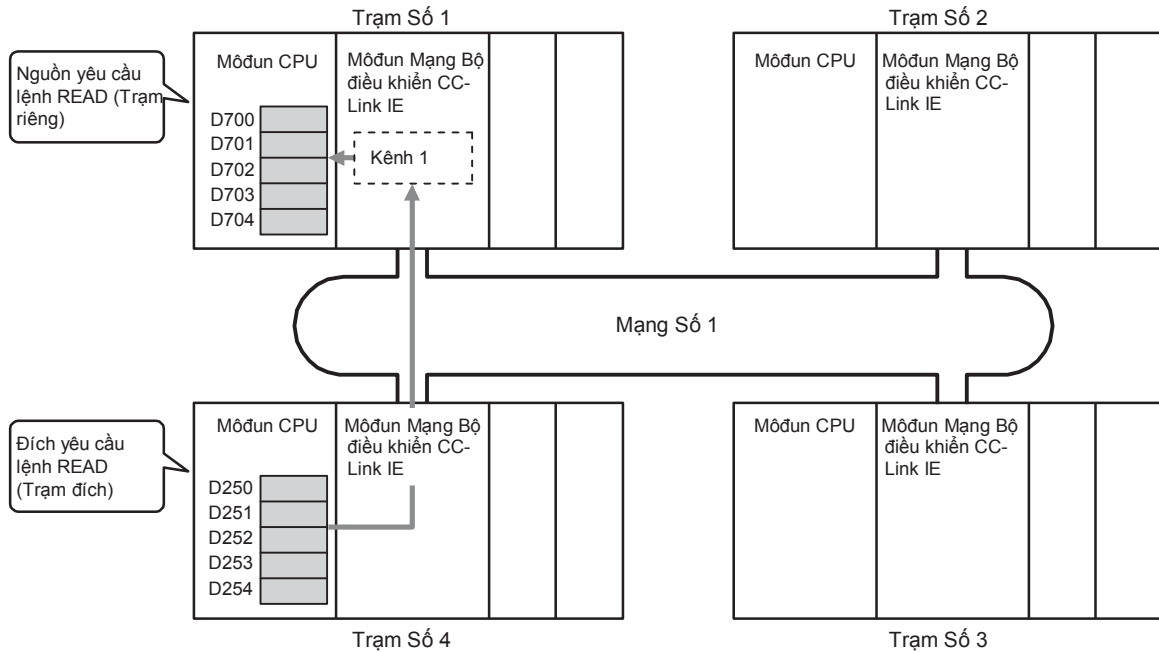 Trạm Số 1
Trạm Số 2
Nguồn yêu cầu
lệnh READ (Trạm
riêng)
Môđun CPU
D700
D701
D702
D703
D704
Môđun Mạng Bộ
điều khiển CC-
Link IE
Kênh 1
Môđun CPU
Môđun Mạng Bộ
điều khiển CC-
Link IE
Mạng Số 1
Đích yêu cầu
lệnh READ
(Trạm đích)
Môđun CPU
D250
D251
D252
D253
D254
Môđun Mạng Bộ
điều khiển CC-
Link IE
Môđun CPU
Môđun Mạng Bộ
điều khiển CC-
Link IE
Trạm Số 4
Trạm Số 3